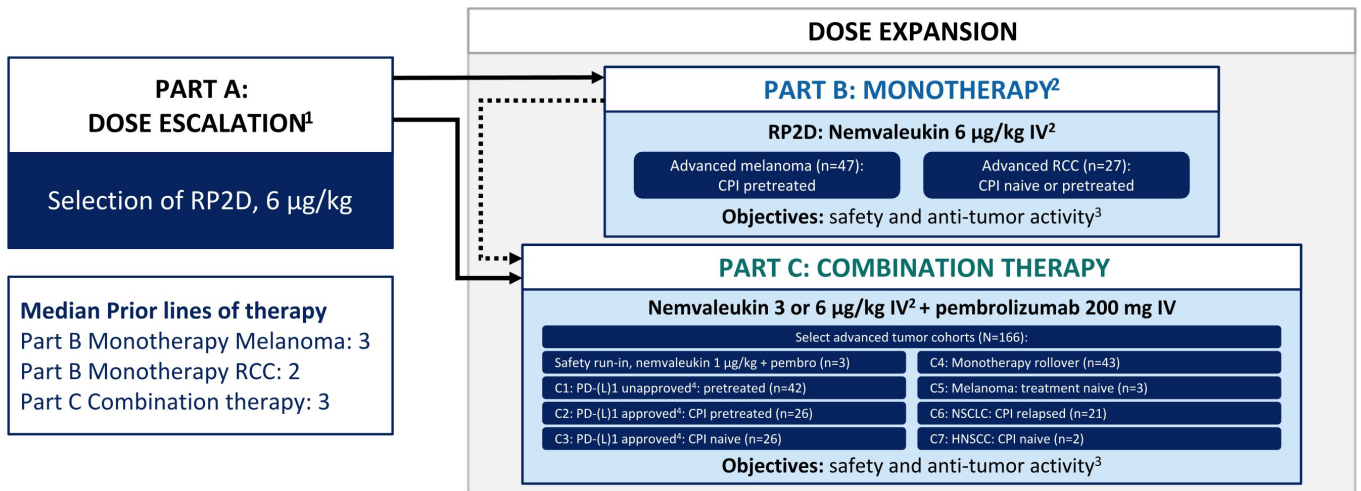 DOSE EXPANSION
PART A:
DOSE ESCALATION¹
Selection of RP2D, 6 µg/kg
Median Prior lines of therapy
Part B Monotherapy Melanoma: 3
Part B Monotherapy RCC: 2
Part C Combination therapy: 3
PART B: MONOTHERAPY²
RP2D: Nemvaleukin 6 µg/kg IV²
Advanced melanoma (n=47):
CPI pretreated
Advanced RCC (n=27):
CPI naive or pretreated
Objectives: safety and anti-tumor activity³
PART C: COMBINATION THERAPY
Nemvaleukin 3 or 6 µg/kg IV² + pembrolizumab 200 mg IV
Select advanced tumor cohorts (N=166):
Safety run-in, nemvaleukin 1 µg/kg + pembro (n=3)
C1: PD-(L)1 unapproved⁴: pretreated (n=42)
C2: PD-(L)1 approved⁴: CPI pretreated (n=26)
C3: PD-(L)1 approved⁴: CPI naive (n=26)
C4: Monotherapy rollover (n=43)
C5: Melanoma: treatment naive (n=3)
C6: NSCLC: CPI relapsed (n=21)
C7: HNSCC: CPI naive (n=2)
Objectives: safety and anti-tumor activity³